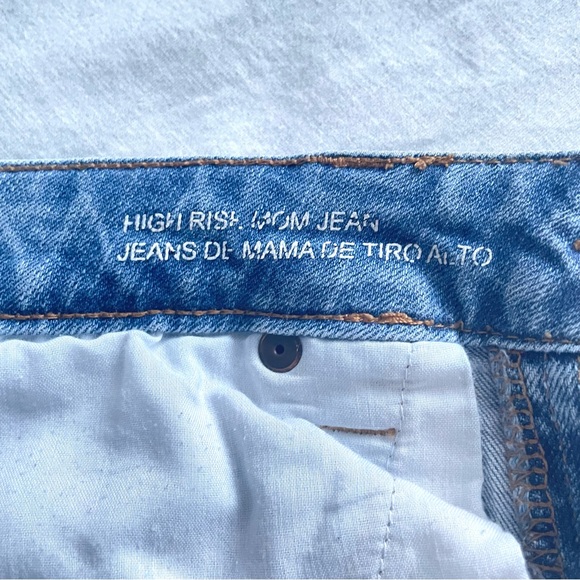 HIGH RISE MOM JEAN
JEANS DE MAMA DE TIRO ALTO